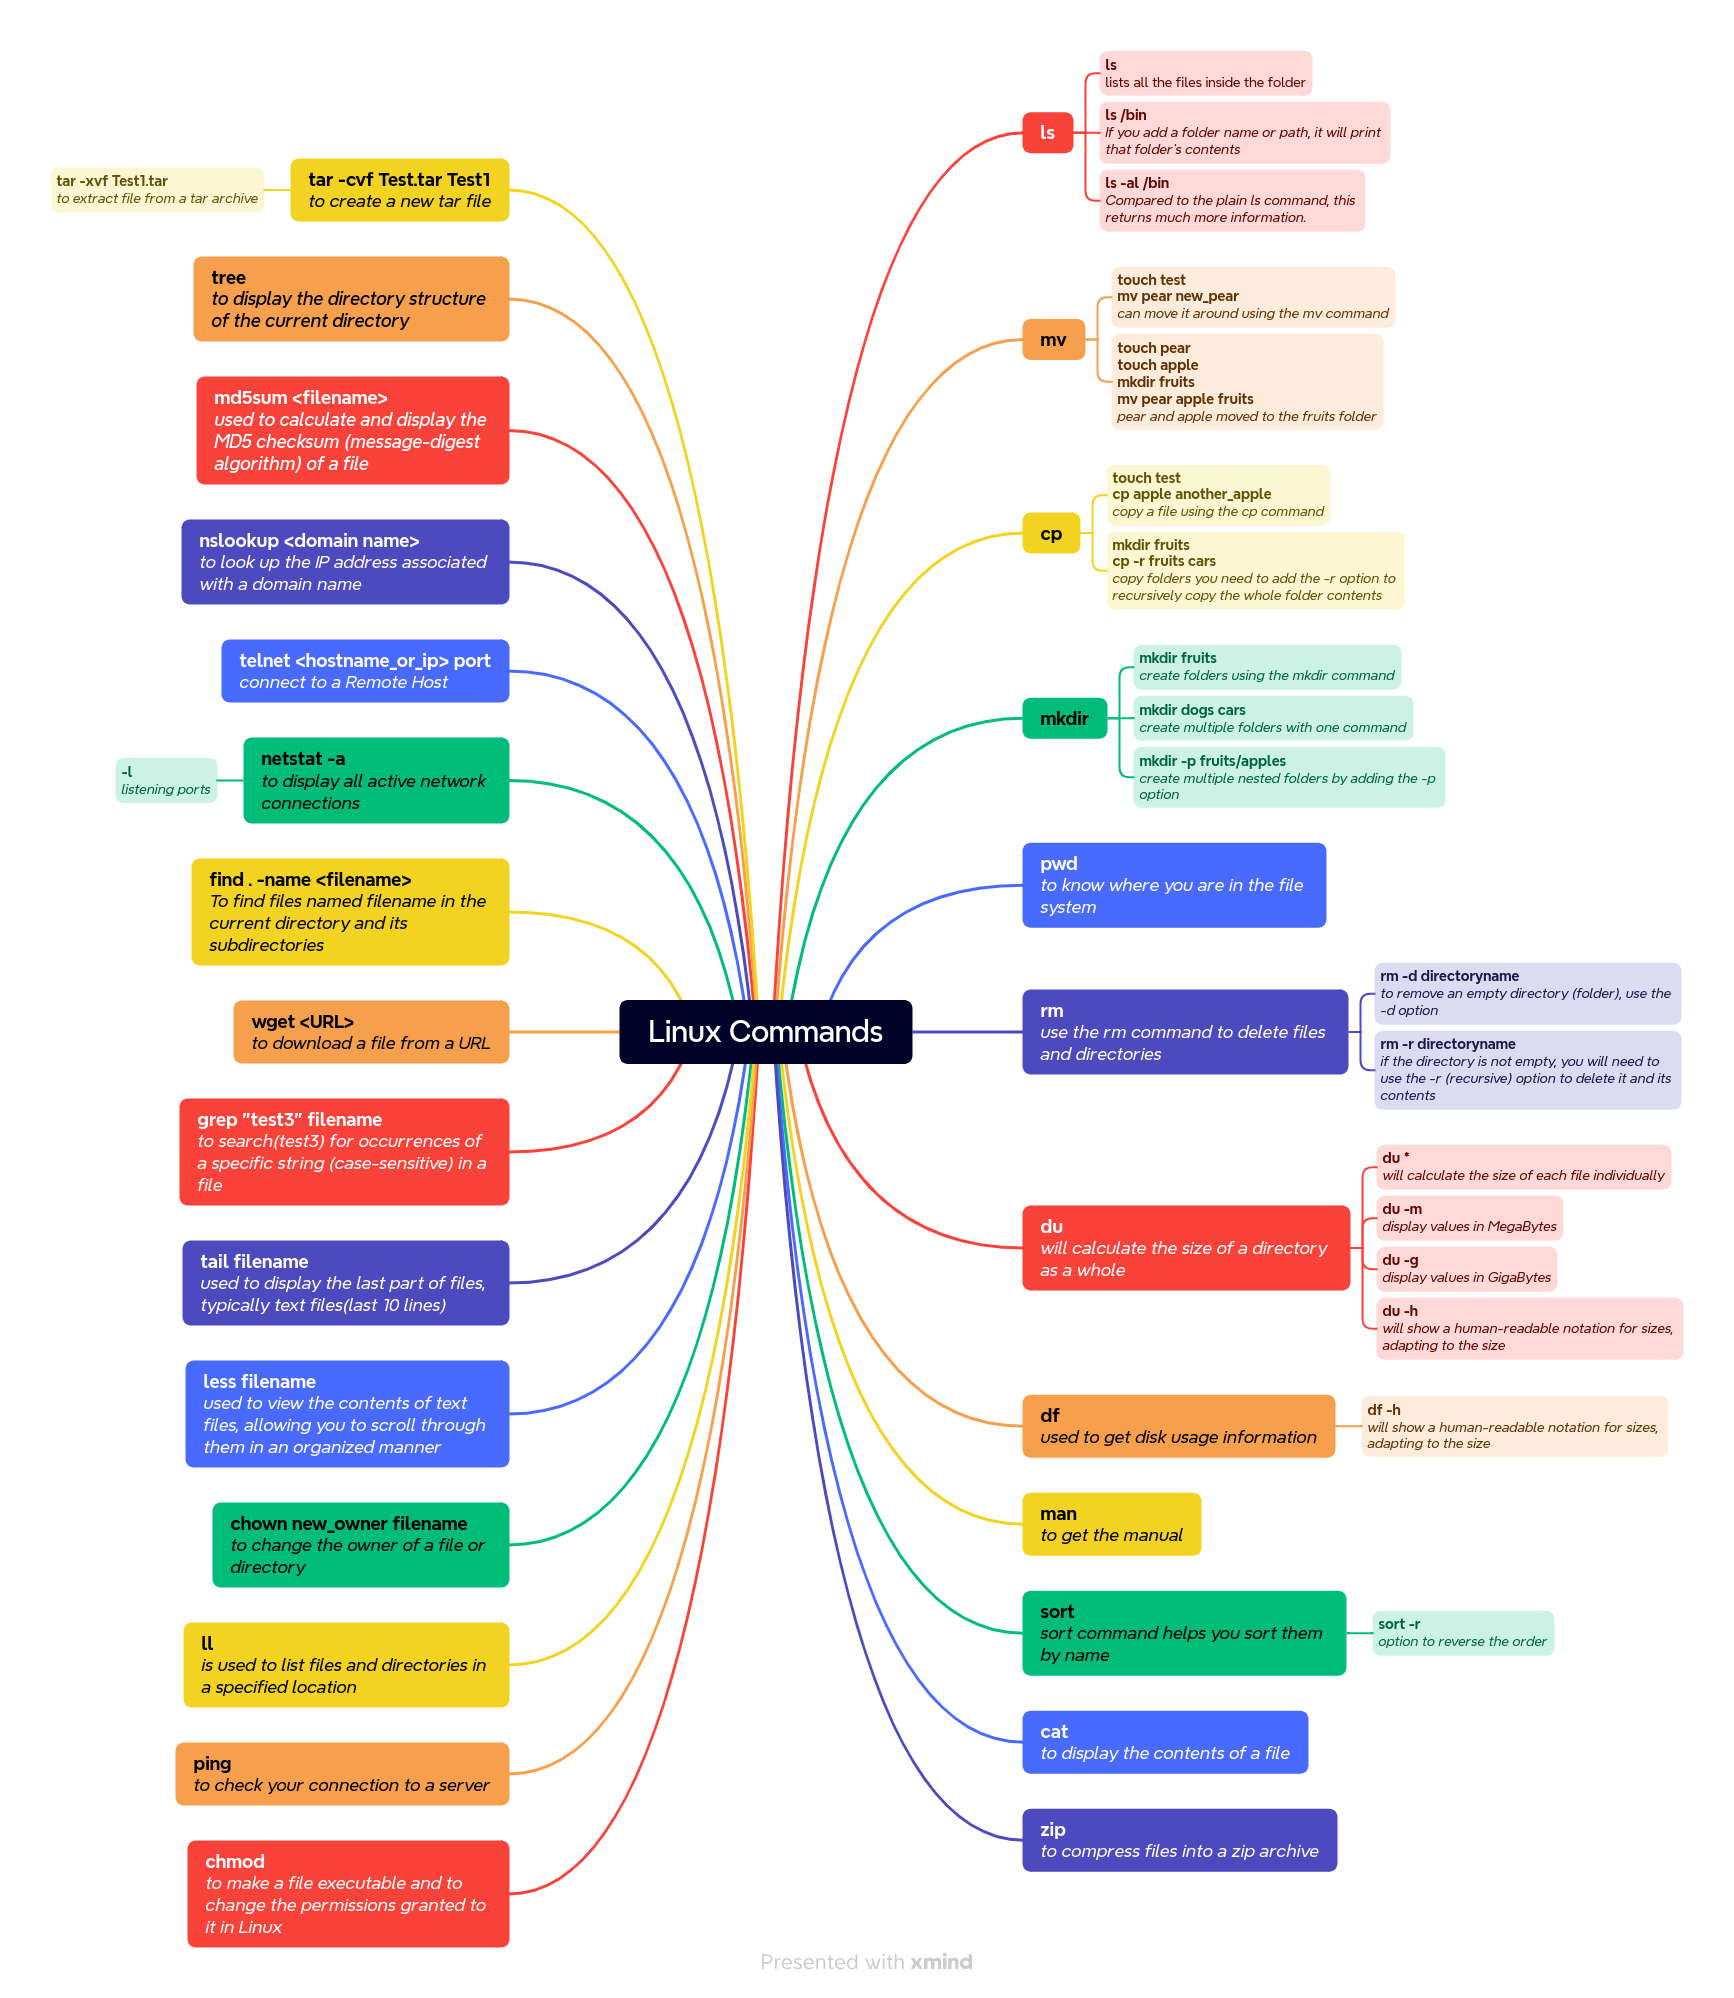 Linux Commands
ls
ls
lists all the files inside the folder
ls /bin
If you add a folder name or path, it will print
that folder's contents
ls -al /bin
Compared to the plain ls command, this
returns much more information.
mv
touch test
mv pear new_pear
can move it around using the mv command
touch pear
touch apple
mkdir fruits
mv pear apple fruits
pear and apple moved to the fruits folder
cp
touch test
cp apple another_apple
copy a file using the cp command
mkdir fruits
cp -r fruits cars
copy folders you need to add the -r option to
recursively copy the whole folder contents
mkdir
mkdir fruits
create folders using the mkdir command
mkdir dogs cars
create multiple folders with one command
mkdir -p fruits/apples
create multiple nested folders by adding the -p
option
pwd
to know where you are in the file
system
rm
use the rm command to delete files
and directories
rm -d directoryname
to remove an empty directory (folder), use the
-d option
rm -r directoryname
if the directory is not empty, you will need to
use the -r (recursive) option to delete it and its
contents
du
will calculate the size of a directory
as a whole
du *
will calculate the size of each file individually
du -m
display values in MegaBytes
du -g
display values in GigaBytes
du -h
will show a human-readable notation for sizes,
adapting to the size
df
used to get disk usage information
df -h
will show a human-readable notation for sizes,
adapting to the size
man
to get the manual
sort
sort command helps you sort them
by name
sort -r
option to reverse the order
cat
to display the contents of a file
zip
to compress files into a zip archive
tar -cvf Test.tar Test1
to create a new tar file
tar -xvf Test1.tar
to extract file from a tar archive
tree
to display the directory structure
of the current directory
md5sum <filename>
used to calculate and display the
MD5 checksum (message-digest
algorithm) of a file
nslookup <domain name>
to look up the IP address associated
with a domain name
telnet <hostname_or_ip> port
connect to a Remote Host
netstat -a
to display all active network
connections
-l
listening ports
find . -name <filename>
To find files named filename in the
current directory and its
subdirectories
wget <URL>
to download a file from a URL
grep "test3" filename
to search(test3) for occurrences of
a specific string (case-sensitive) in a
file
tail filename
used to display the last part of files,
typically text files(last 10 lines)
less filename
used to view the contents of text
files, allowing you to scroll through
them in an organized manner
chown new_owner filename
to change the owner of a file or
directory
ll
is used to list files and directories in
a specified location
ping
to check your connection to a server
chmod
to make a file executable and to
change the permissions granted to
it in Linux
Presented with xmind